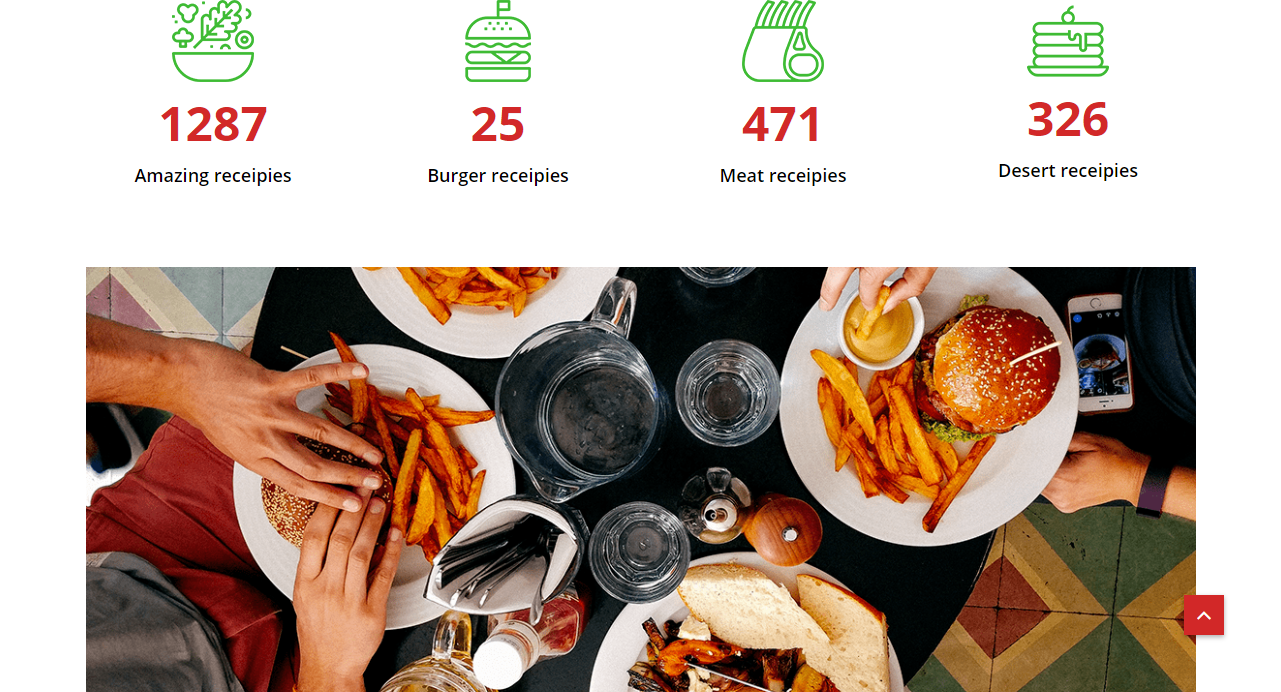 1287
25
471
326
Amazing receipies
Burger receipies
Meat receipies
Desert receipies